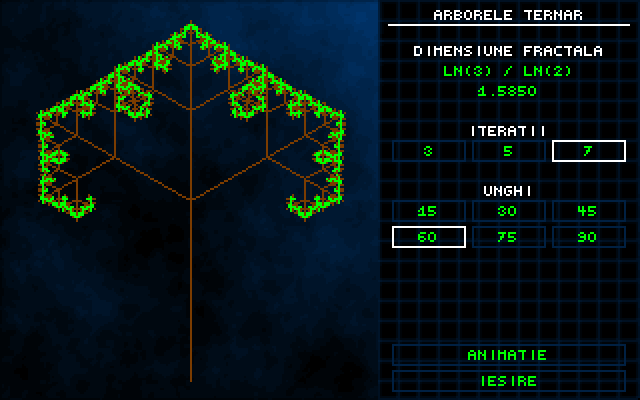 ARBORELE TERNAR
DIMENSIUNE FRACTALA
LN(3) / LN(2)
1.5850
ITERATII
3 5 7
UNGHI
15 30 45
60 75 90
ANIMATIE
IESIRE